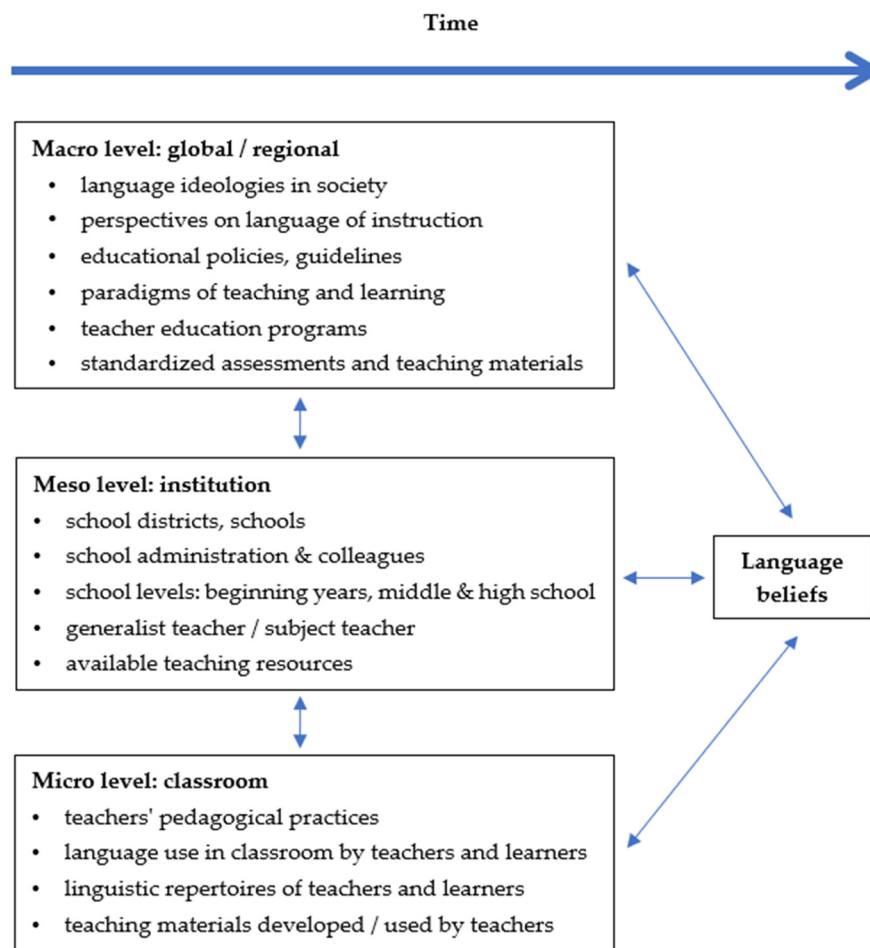 Time
Macro level: global / regional
• language ideologies in society
• perspectives on language of instruction
• educational policies, guidelines
• paradigms of teaching and learning
• teacher education programs
• standardized assessments and teaching materials
Meso level: institution
• school districts, schools
• school administration & colleagues
• school levels: beginning years, middle & high school
• generalist teacher / subject teacher
• available teaching resources
Language
beliefs
Micro level: classroom
• teachers' pedagogical practices
• language use in classroom by teachers and learners
• linguistic repertoires of teachers and learners
• teaching materials developed / used by teachers